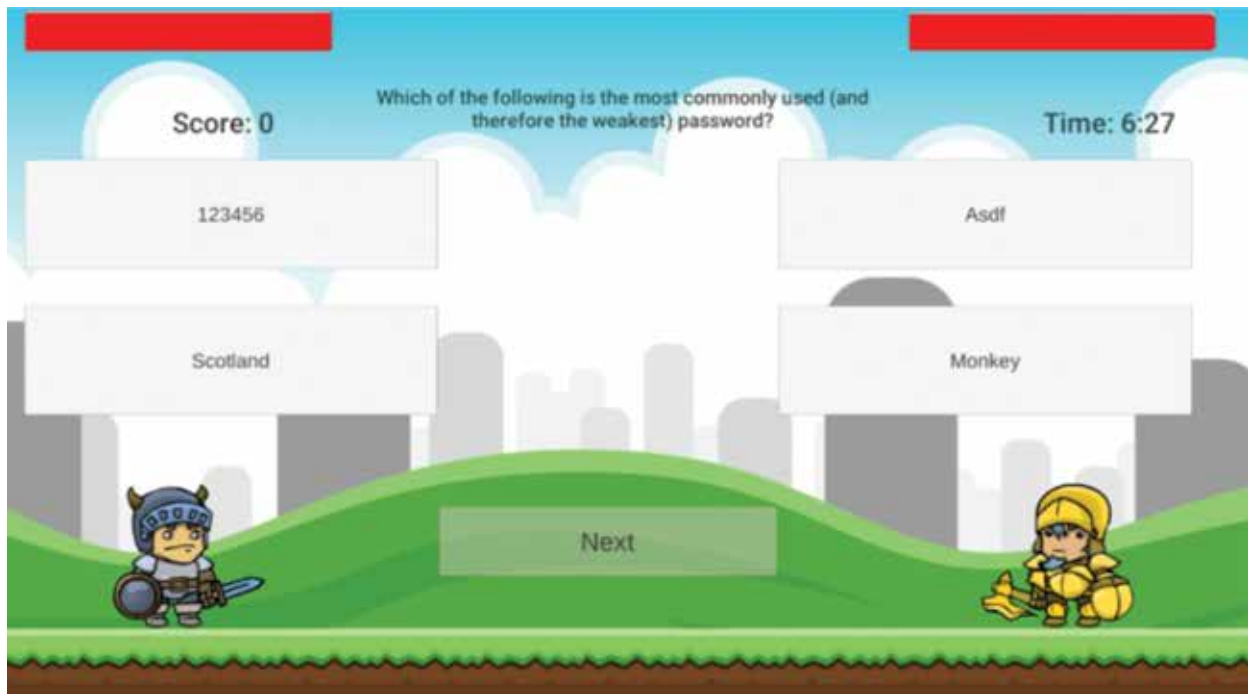 Which of the following is the most commonly used (and
therefore the weakest) password?
Score: 0
Time: 6:27
123456
Asdf
Scotland
Monkey
Next